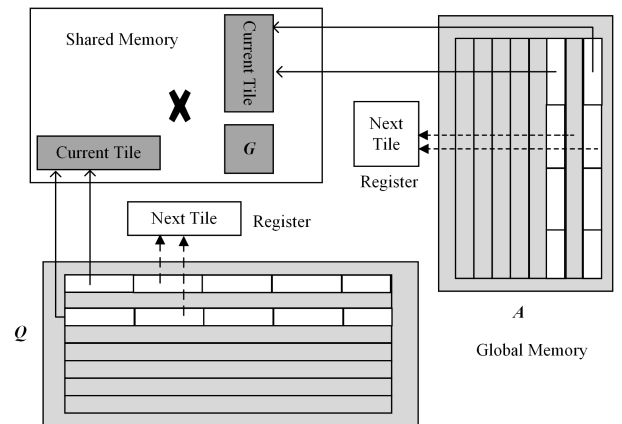 Shared Memory
Current Tile
G
Current Tile
Next
Tile
Register
Next Tile
Register
Q
A
Global Memory